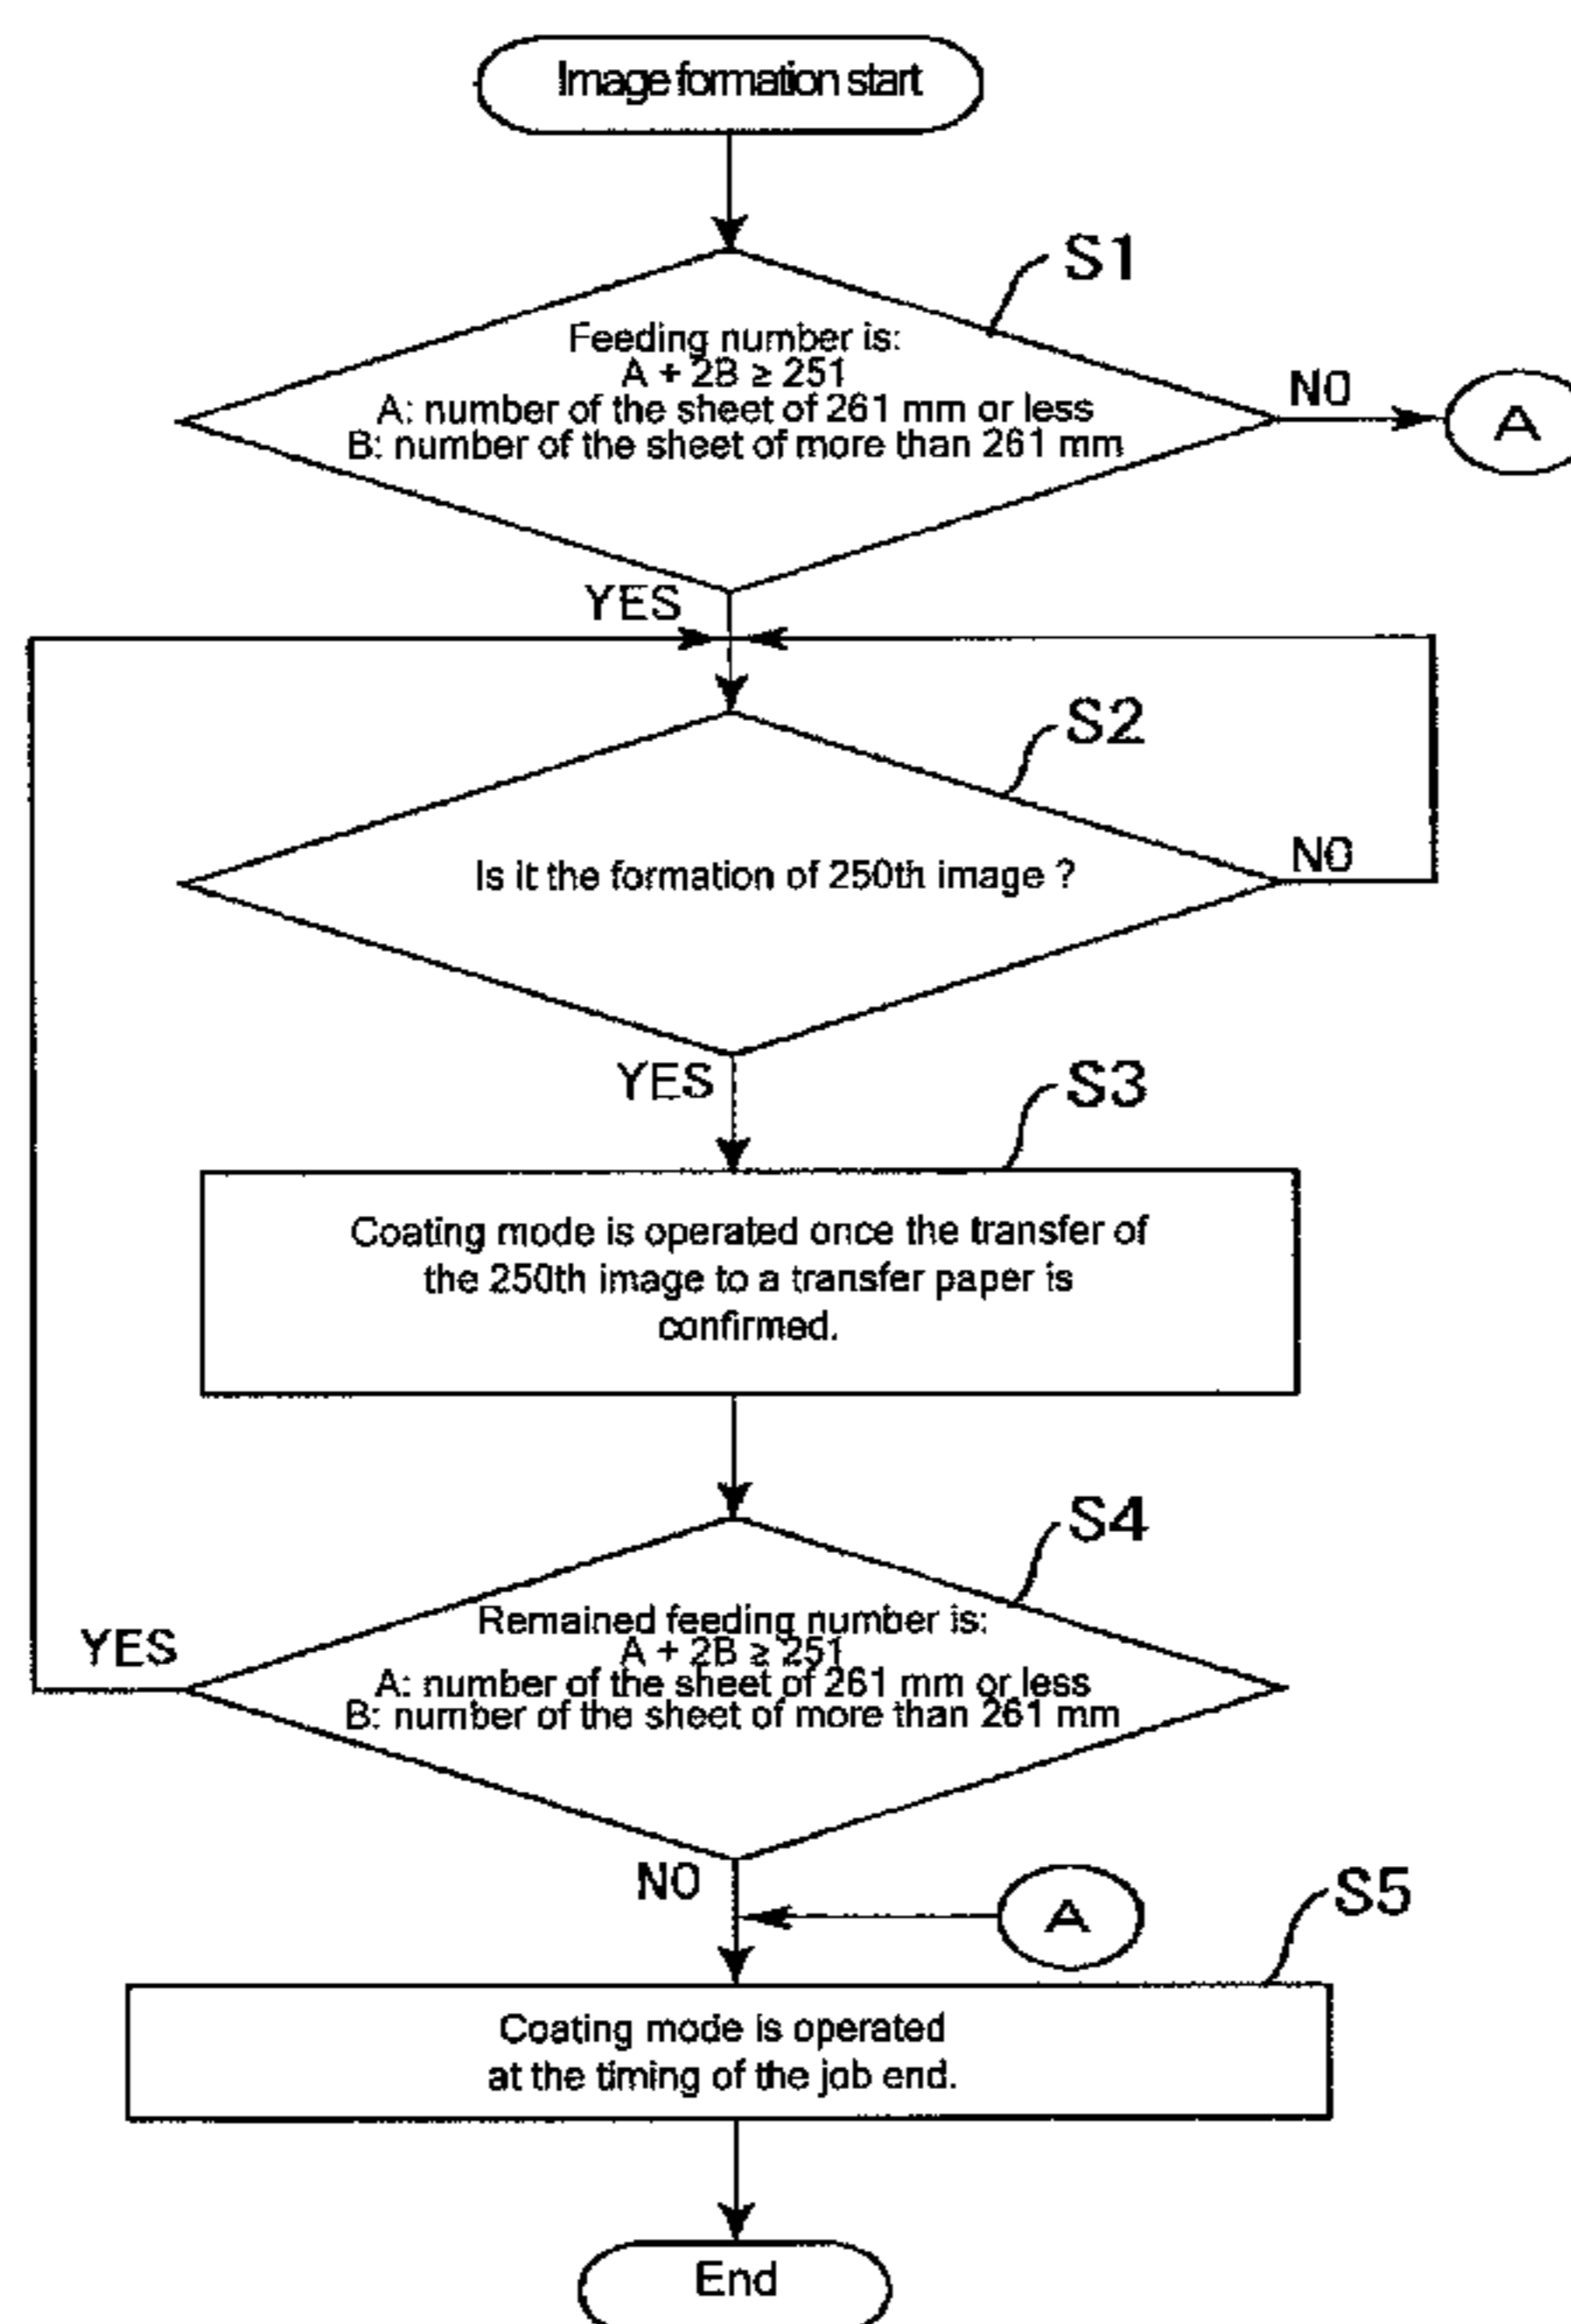 Image formation start
S1
Feeding number is:
A + 2B ≥ 251
A: number of the sheet of 261 mm or less
B: number of the sheet of more than 261 mm
NO
A
YES
S2
Is it the formation of 250th image ?
NO
YES
S3
Coating mode is operated once the transfer of
the 250th image to a transfer paper is
confirmed.
S4
Remained feeding number is:
A + 2B ≥ 251
A: number of the sheet of 261 mm or less
B: number of the sheet of more than 261 mm
YES
NO
A
S5
Coating mode is operated
at the timing of the job end.
End